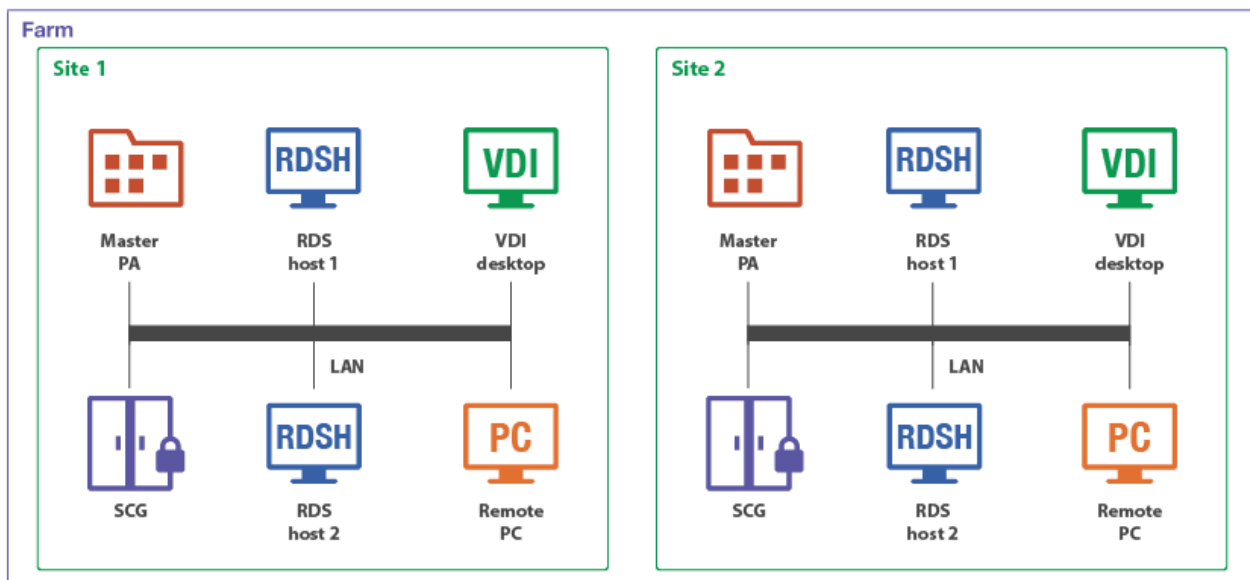 Farm
Site 1
RDSH
VDI
Master
PA
RDS
host 1
VDI
desktop
LAN
RDSH
PC
SCG
RDS
host 2
Remote
PC
Site 2
RDSH
VDI
Master
PA
RDS
host 1
VDI
desktop
LAN
RDSH
PC
SCG
RDS
host 2
Remote
PC